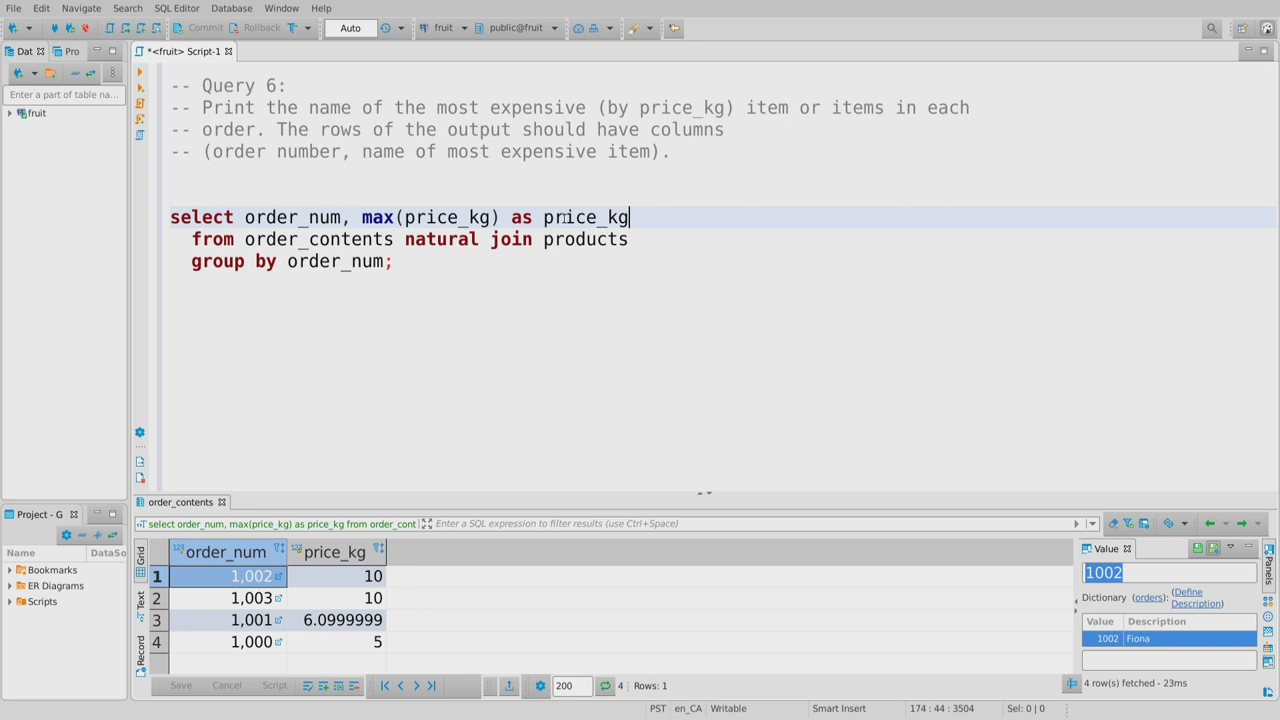 File Edit Navigate Search SQL Editor Database Window Help
Commit Rollback Auto fruit public@fruit
Dat Pro *<fruit> Script-1
Enter a part of table na...
fruit
-- Query 6:
-- Print the name of the most expensive (by price_kg) item or items in each
-- order. The rows of the output should have columns
-- (order number, name of most expensive item).
select order_num, max(price_kg) as price_kg
from order_contents natural join products
group by order_num;
Project - G
Name DataSo
Bookmarks
ER Diagrams
Scripts
order_contents
select order_num, max(price_kg) as price_kg from order_cont Enter a SQL expression to filter results (use Ctrl+Space)
Grid
Text
Record
order_num price_kg
1 1,002 10
2 1,003 10
3 1,001 6.0999999
4 1,000 5
Value
1002
Dictionary (orders): (Define
Description)
Value Description
1002 Fiona
Panels
Save Cancel Script 200 4 Rows: 1
4 row(s) fetched - 23ms
PST en_CA Writable Smart Insert 174 : 44 : 3504 Sel: 0 | 0